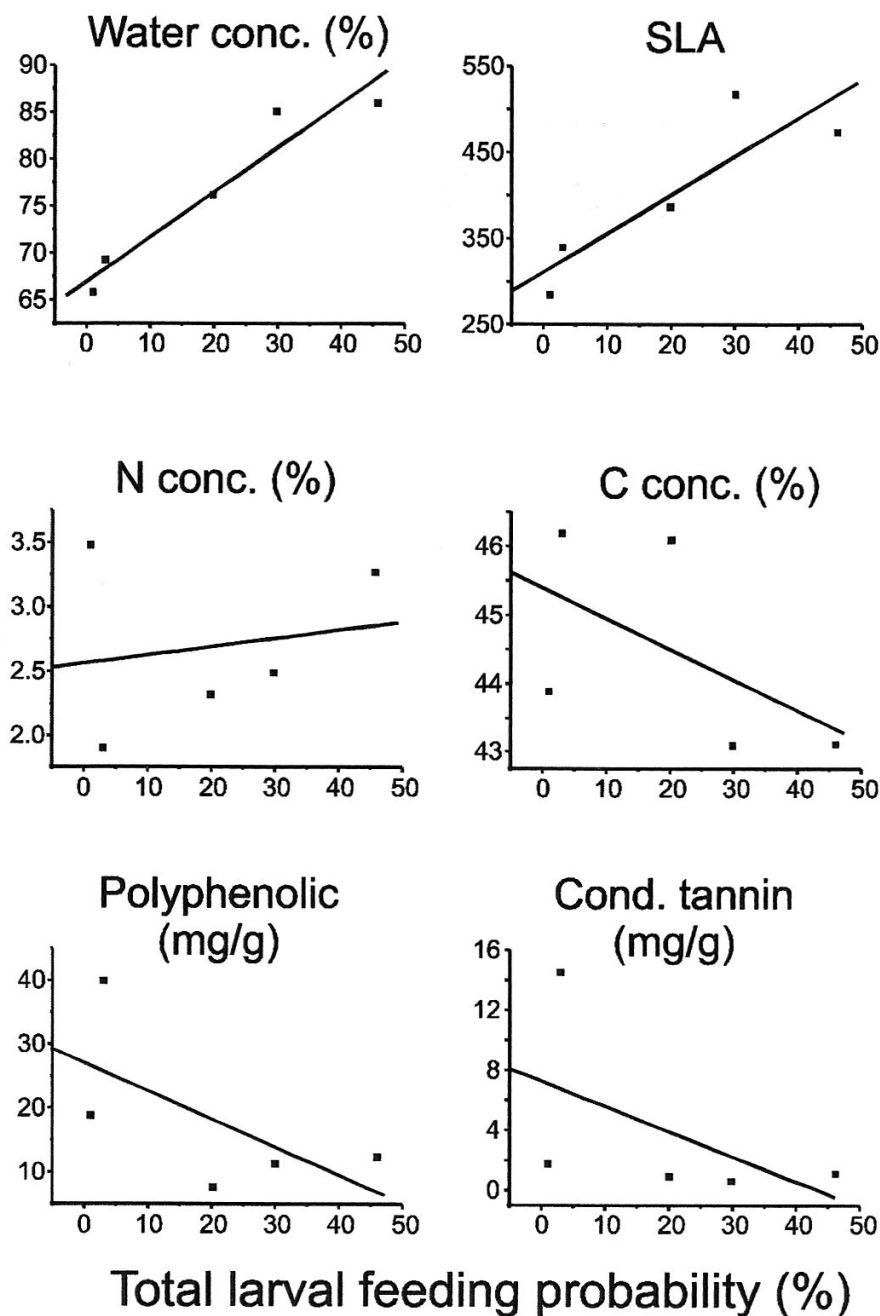 Water conc. (%)
90
85
80
75
70
65
0 10 20 30 40 50
SLA
550
450
350
250
0 10 20 30 40 50
N conc. (%)
3.5
3.0
2.5
2.0
0 10 20 30 40 50
C conc. (%)
46
45
44
43
0 10 20 30 40 50
Polyphenolic
(mg/g)
40
30
20
10
0 10 20 30 40 50
Cond. tannin
(mg/g)
16
12
8
4
0
0 10 20 30 40 50
Total larval feeding probability (%)